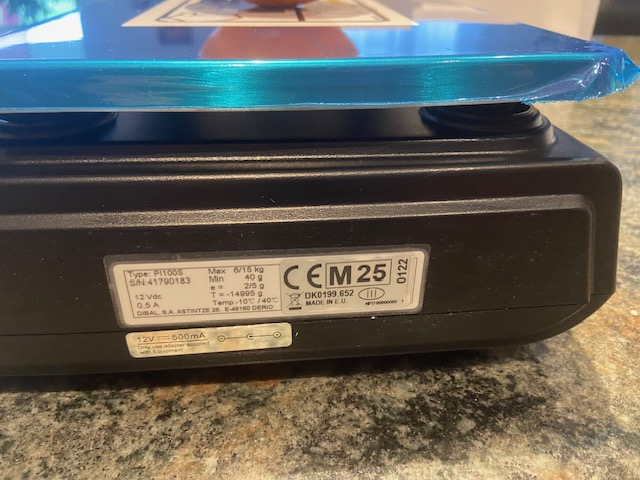 Type: PI100S
S/N:41790183
12 Vdc
0,5 A
Max 6/15 kg
Min 40 g
e = 2/5 g
T = -14995 g
Temp.-10°C / 40°C
DIBAL, S.A. ASTINTZE 26. E-48160 DERIO
CE M 25 0122
DK0199.652 III
MADE IN E.U.
12V 500mA
Only use adapter supplied
with Equipment